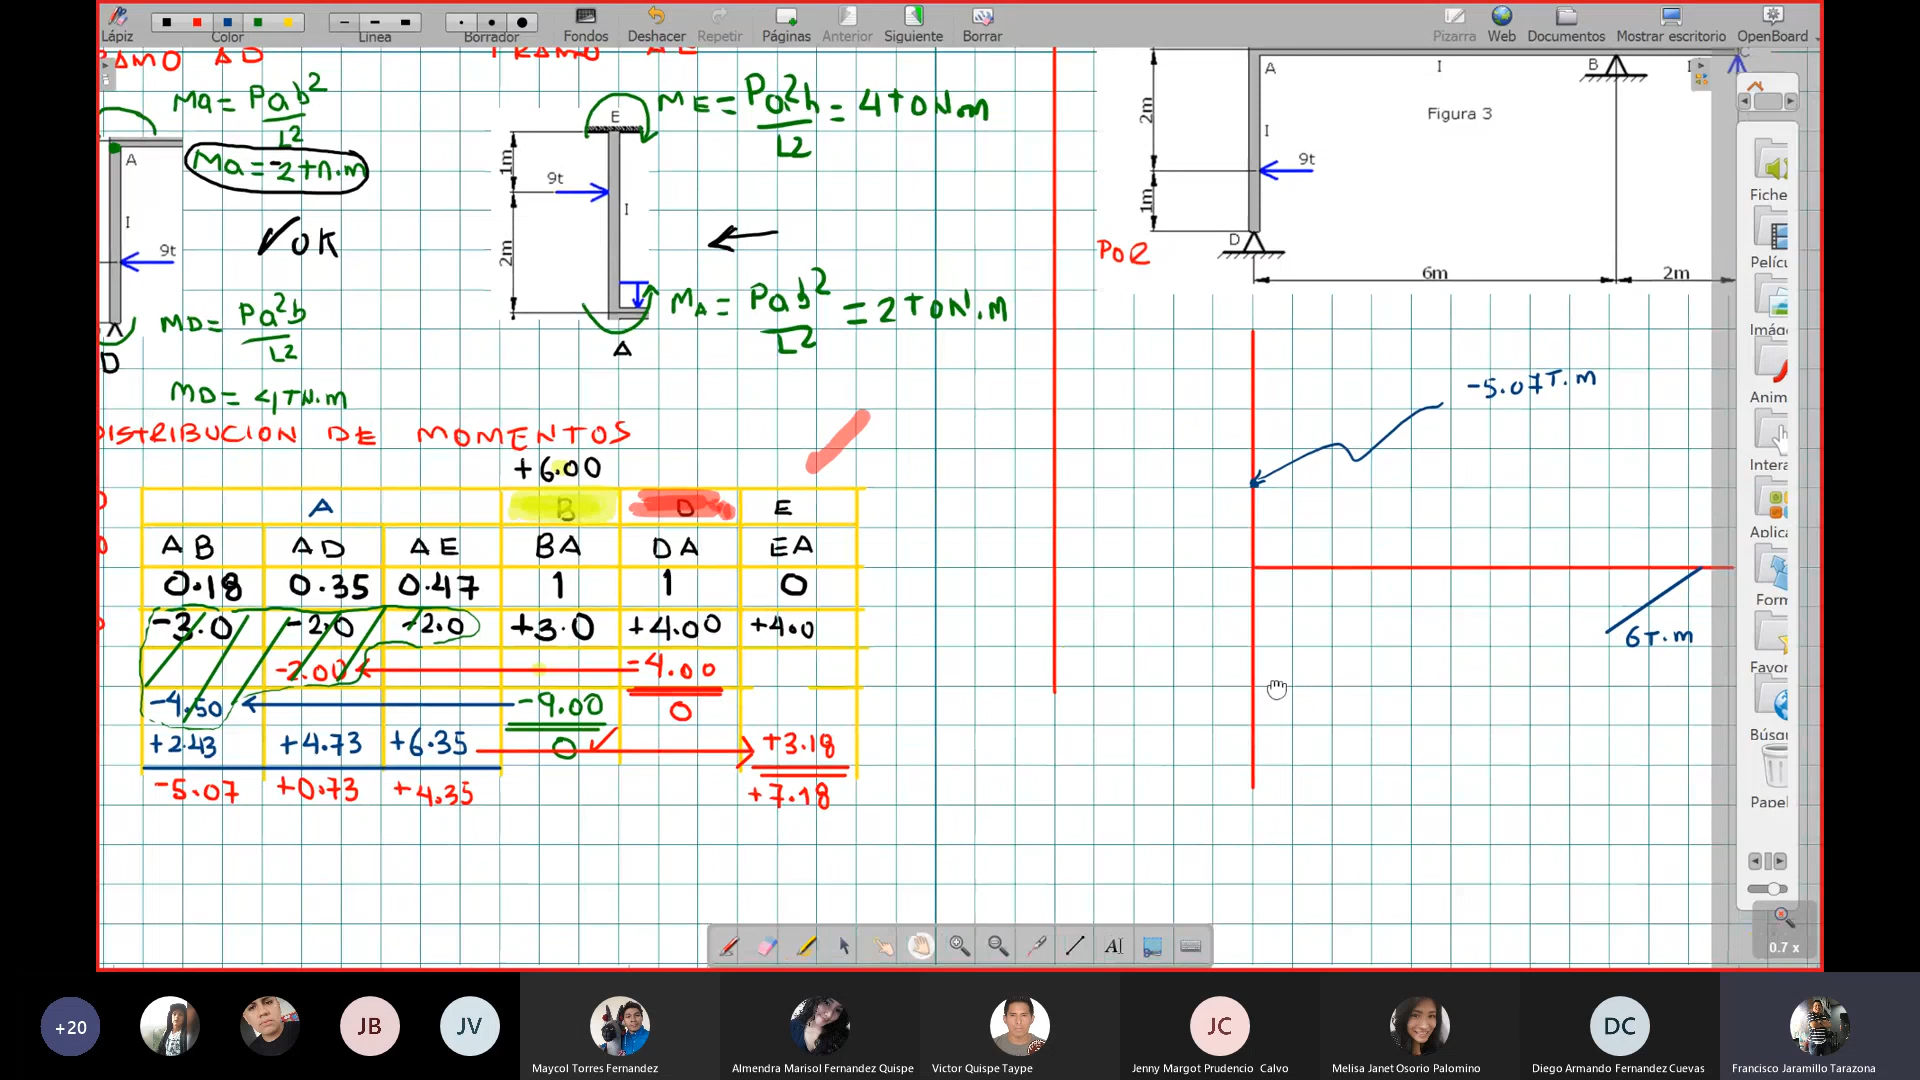 Lápiz
Color
Línea
Borrador
Fondos
Deshacer
Repetir
Páginas
Anterior
Siguiente
Borrar
Pizarra
Web
Documentos
Mostrar escritorio
OpenBoard
AMO AD
Ma = Pab²
L²
Ma = -2 Tn.m
A
I
✓ OK
9t
MD = Pa²b
L²
D
MD = 4TN.m
E
1m
9t
I
2m
A
ME = Pa²b = 4TONm
L²
MA = Pab² = 2TON.m
L²
2m
1m
A
I
B
I
C
Figura 3
I
9t
D
POR
6m
2m
-5.07T.m
6T.m
DISTRIBUCION DE MOMENTOS
+6.00
A B D E
AB AD AE BA DA EA
0.18 0.35 0.47 1 1 0
-3.0 -2.0 -2.0 +3.0 +4.00 +4.0
-2.00 -4.00
-4.50 -9.00 0
+2.43 +4.73 +6.35 0 +3.18
-5.07 +0.73 +4.35 +7.18
Fiche
Pelícu
Imág
Anim
Intera
Aplica
Form
Favor
Búsqu
Papel
0.7 x
+20
JB
JV
Maycol Torres Fernandez
Almendra Marisol Fernandez Quispe
Victor Quispe Taype
JC
Jenny Margot Prudencio Calvo
Melisa Janet Osorio Palomino
DC
Diego Armando Fernandez Cuevas
Francisco Jaramillo Tarazona